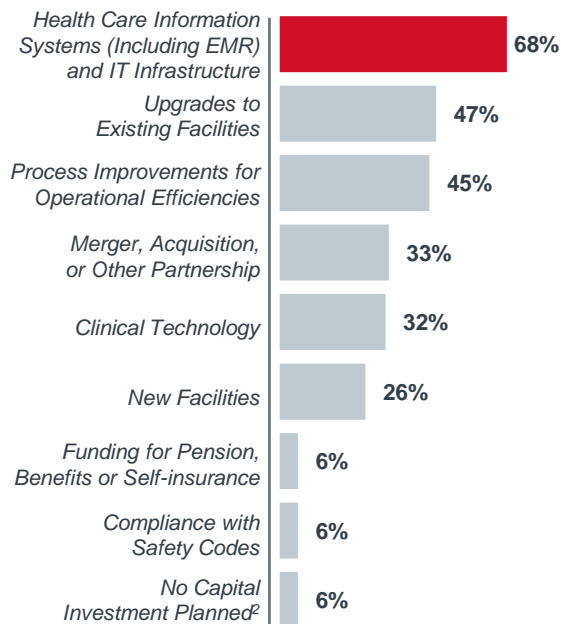 Health Care Information
Systems (Including EMR)
and IT Infrastructure
68%
Upgrades to
Existing Facilities
47%
Process Improvements for
Operational Efficiencies
45%
Merger, Acquisition,
or Other Partnership
33%
Clinical Technology
32%
New Facilities
26%
Funding for Pension,
Benefits or Self-insurance
6%
Compliance with
Safety Codes
6%
No Capital
Investment Planned²
6%